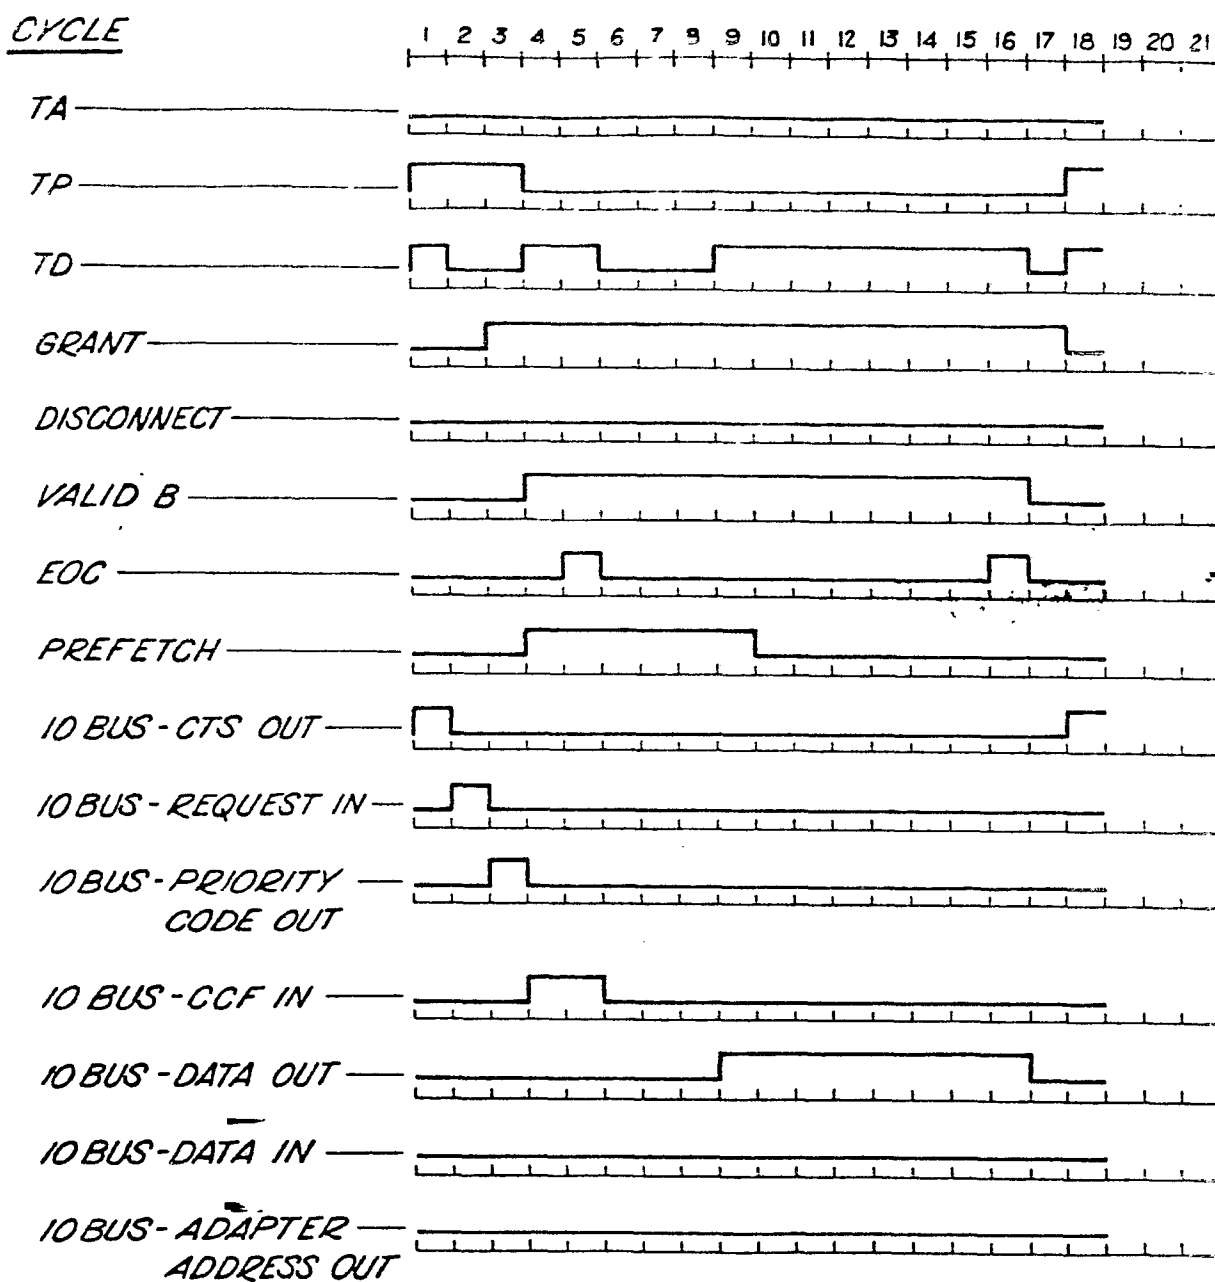 CYCLE
1 2 3 4 5 6 7 8 9 10 11 12 13 14 15 16 17 18 19 20 21
TA
TP
TD
GRANT
DISCONNECT
VALID B
EOC
PREFETCH
IO BUS - CTS OUT
IO BUS - REQUEST IN
IO BUS - PRIORITY
CODE OUT
IO BUS - CCF IN
IO BUS - DATA OUT
IO BUS - DATA IN
IO BUS - ADAPTER
ADDRESS OUT